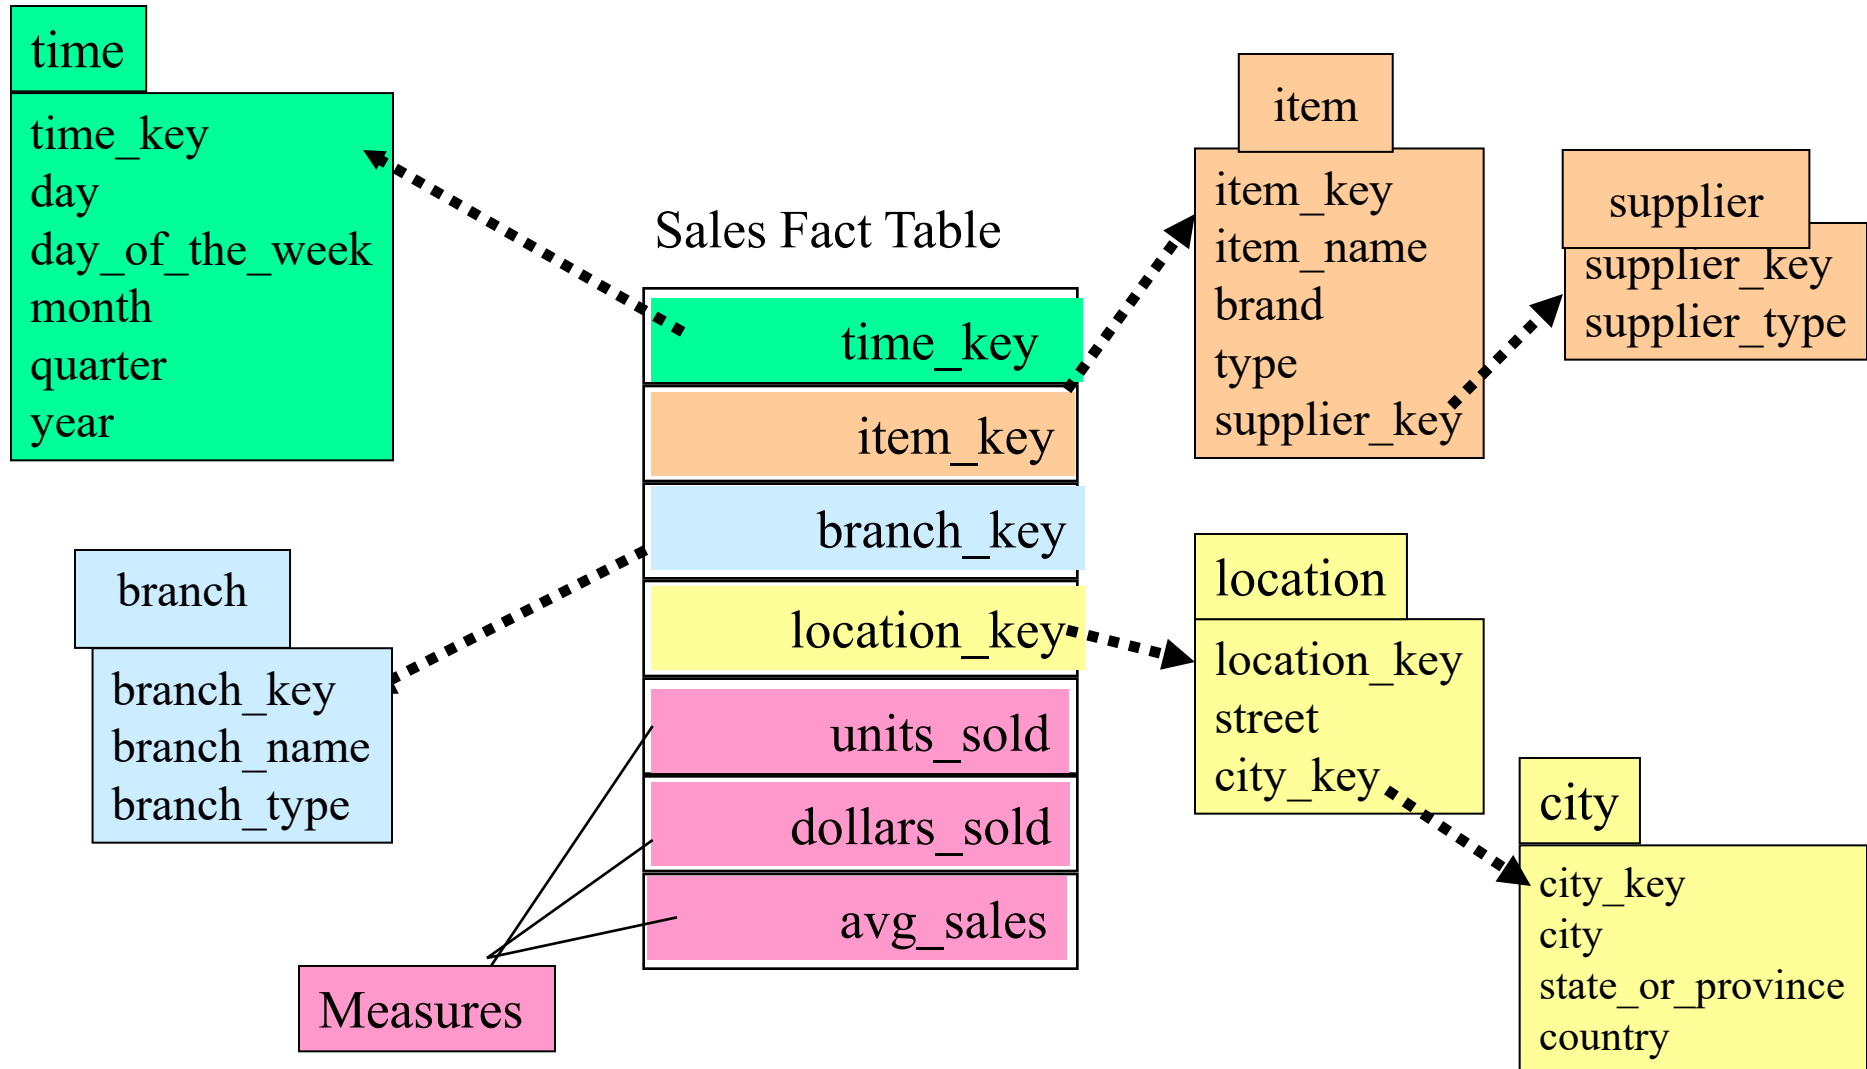 time
time_key
day
day_of_the_week
month
quarter
year
branch
branch_key
branch_name
branch_type
Measures
Sales Fact Table
time_key
item_key
branch_key
location_key
units_sold
dollars_sold
avg_sales
item
item_key
item_name
brand
type
supplier_key
supplier
supplier_key
supplier_type
location
location_key
street
city_key
city
city_key
city
state_or_province
country